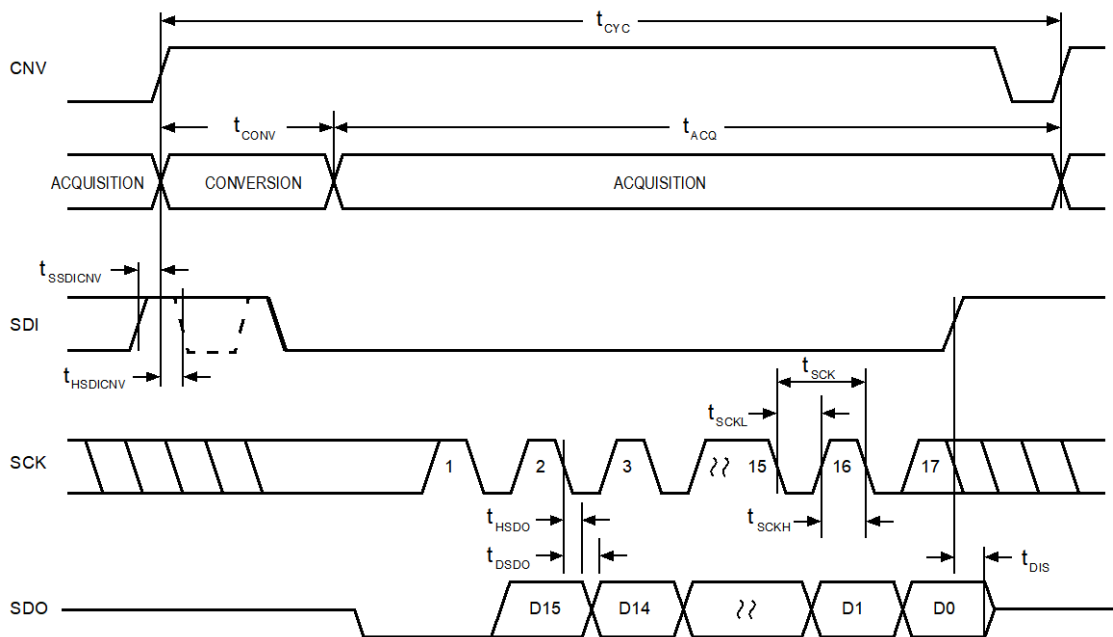 tCYC
CNV
tCONV
tACQ
ACQUISITION
CONVERSION
ACQUISITION
tSSDICNV
SDI
tHSDICNV
tSCK
tSCKL
SCK
1
2
3
15
16
17
tHSDO
tSCKH
tDSDO
tDIS
SDO
D15
D14
D1
D0